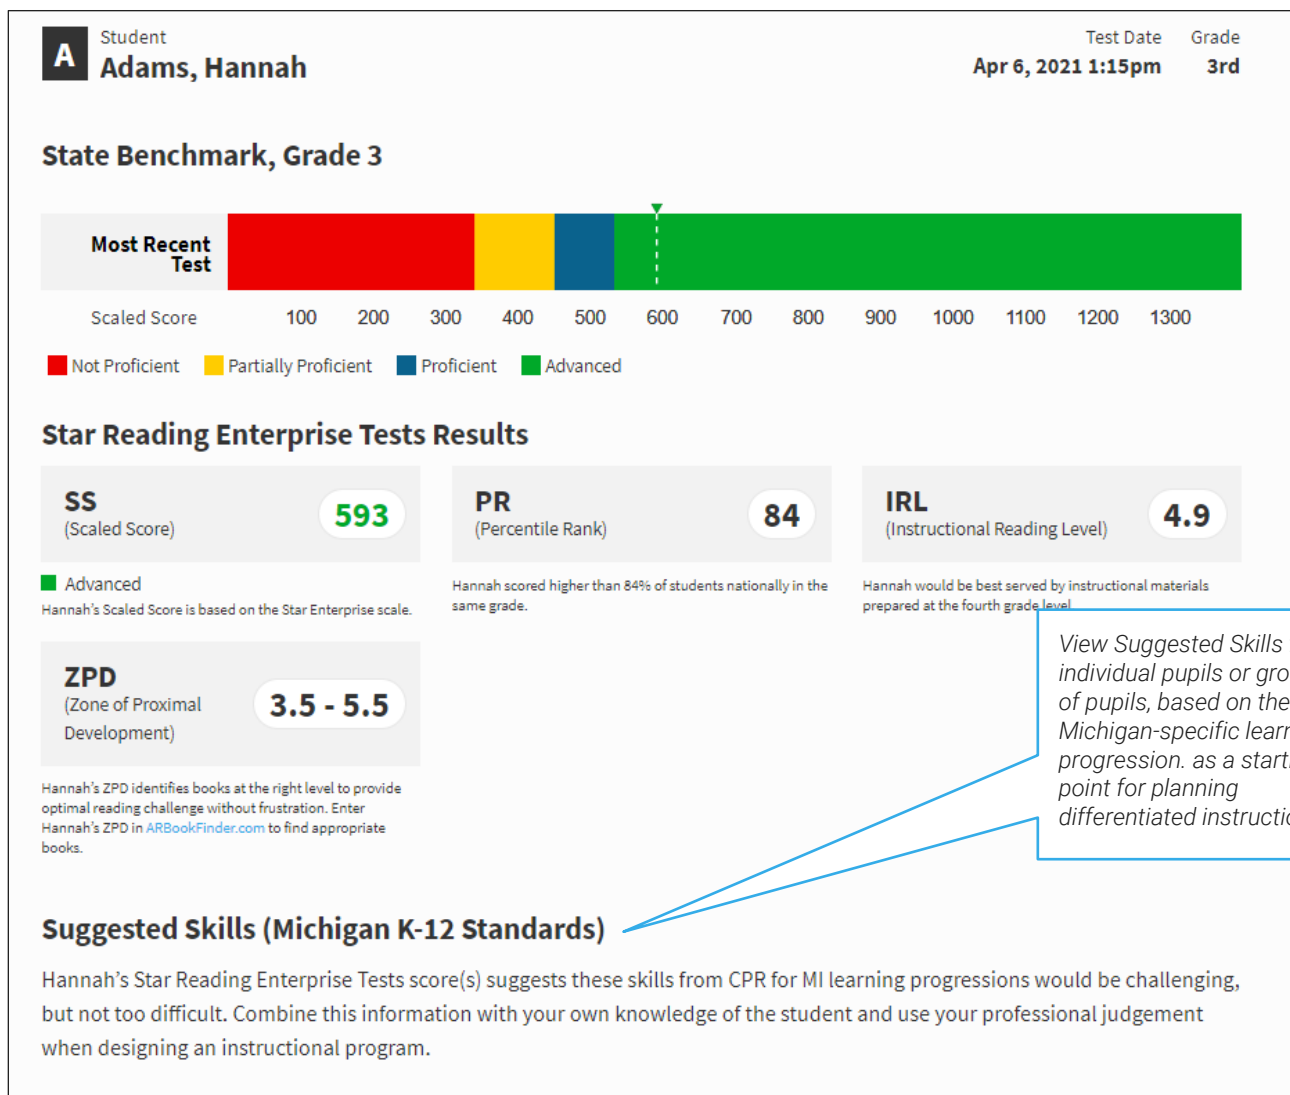 A
Student
Adams, Hannah
Test Date Grade
Apr 6, 2021 1:15pm 3rd
State Benchmark, Grade 3
Most Recent
Test
Scaled Score 100 200 300 400 500 600 700 800 900 1000 1100 1200 1300
Not Proficient Partially Proficient Proficient Advanced
Star Reading Enterprise Tests Results
SS
(Scaled Score)
593
Advanced
Hannah's Scaled Score is based on the Star Enterprise scale.
PR
(Percentile Rank)
84
Hannah scored higher than 84% of students nationally in the
same grade.
IRL
(Instructional Reading Level)
4.9
Hannah would be best served by instructional materials
prepared at the fourth grade level
ZPD
(Zone of Proximal
Development)
3.5 - 5.5
Hannah's ZPD identifies books at the right level to provide
optimal reading challenge without frustration. Enter
Hannah's ZPD in ARBookFinder.com to find appropriate
books.
View Suggested Skills
individual pupils or
of pupils, based on the
Michigan-specific
progression. as a
point for planning
differentiated
Suggested Skills (Michigan K-12 Standards)
Hannah's Star Reading Enterprise Tests score(s) suggests these skills from CPR for MI learning progressions would be challenging,
but not too difficult. Combine this information with your own knowledge of the student and use your professional judgement
when designing an instructional program.